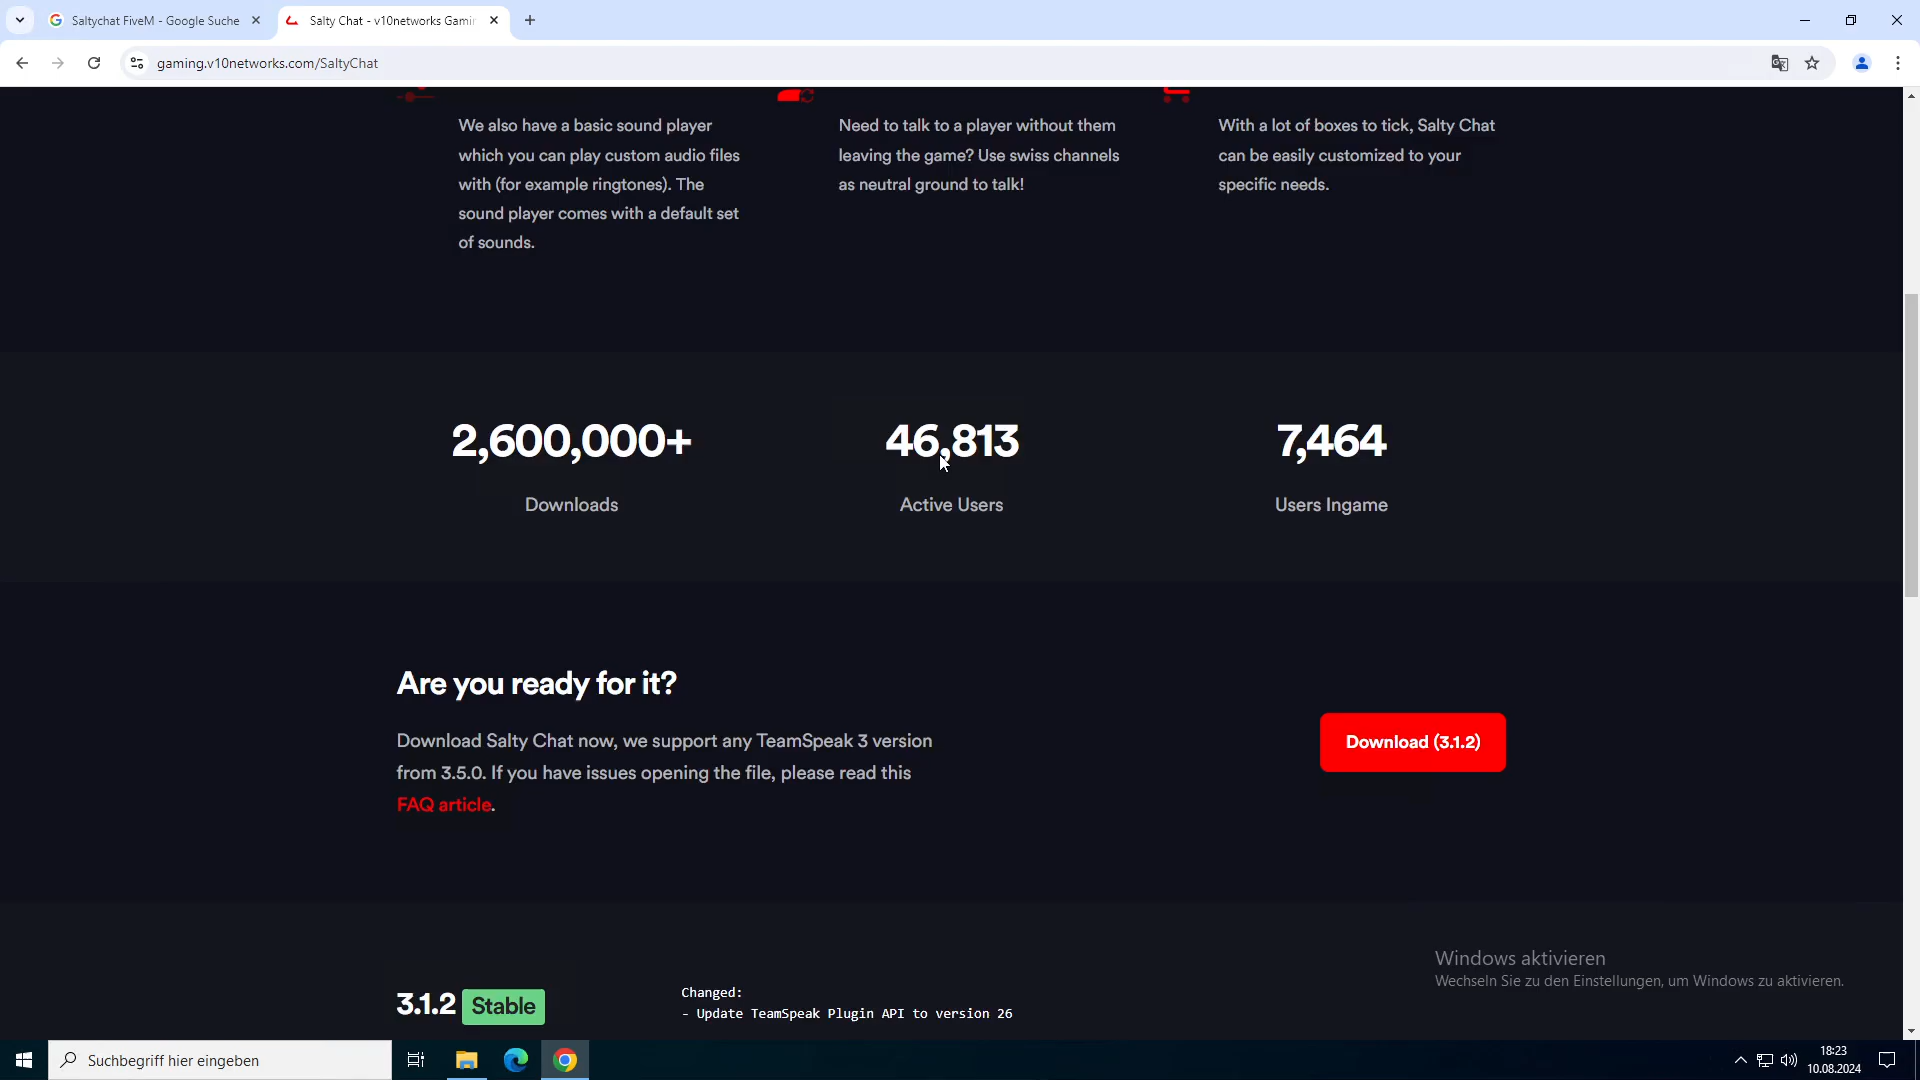 Saltychat FiveM - Google Suche
Salty Chat - v10networks Gamin
gaming.v10networks.com/SaltyChat
We also have a basic sound player
which you can play custom audio files
with (for example ringtones). The
sound player comes with a default set
of sounds.
Need to talk to a player without them
leaving the game? Use swiss channels
as neutral ground to talk!
With a lot of boxes to tick, Salty Chat
can be easily customized to your
specific needs.
2,600,000+
Downloads
46,813
Active Users
7,464
Users Ingame
Are you ready for it?
Download Salty Chat now, we support any TeamSpeak 3 version
from 3.5.0. If you have issues opening the file, please read this
FAQ article.
Download (3.1.2)
3.1.2 Stable
Changed:
- Update TeamSpeak Plugin API to version 26
Windows aktivieren
Wechseln Sie zu den Einstellungen, um Windows zu aktivieren.
Suchbegriff hier eingeben
18:23
10.08.2024